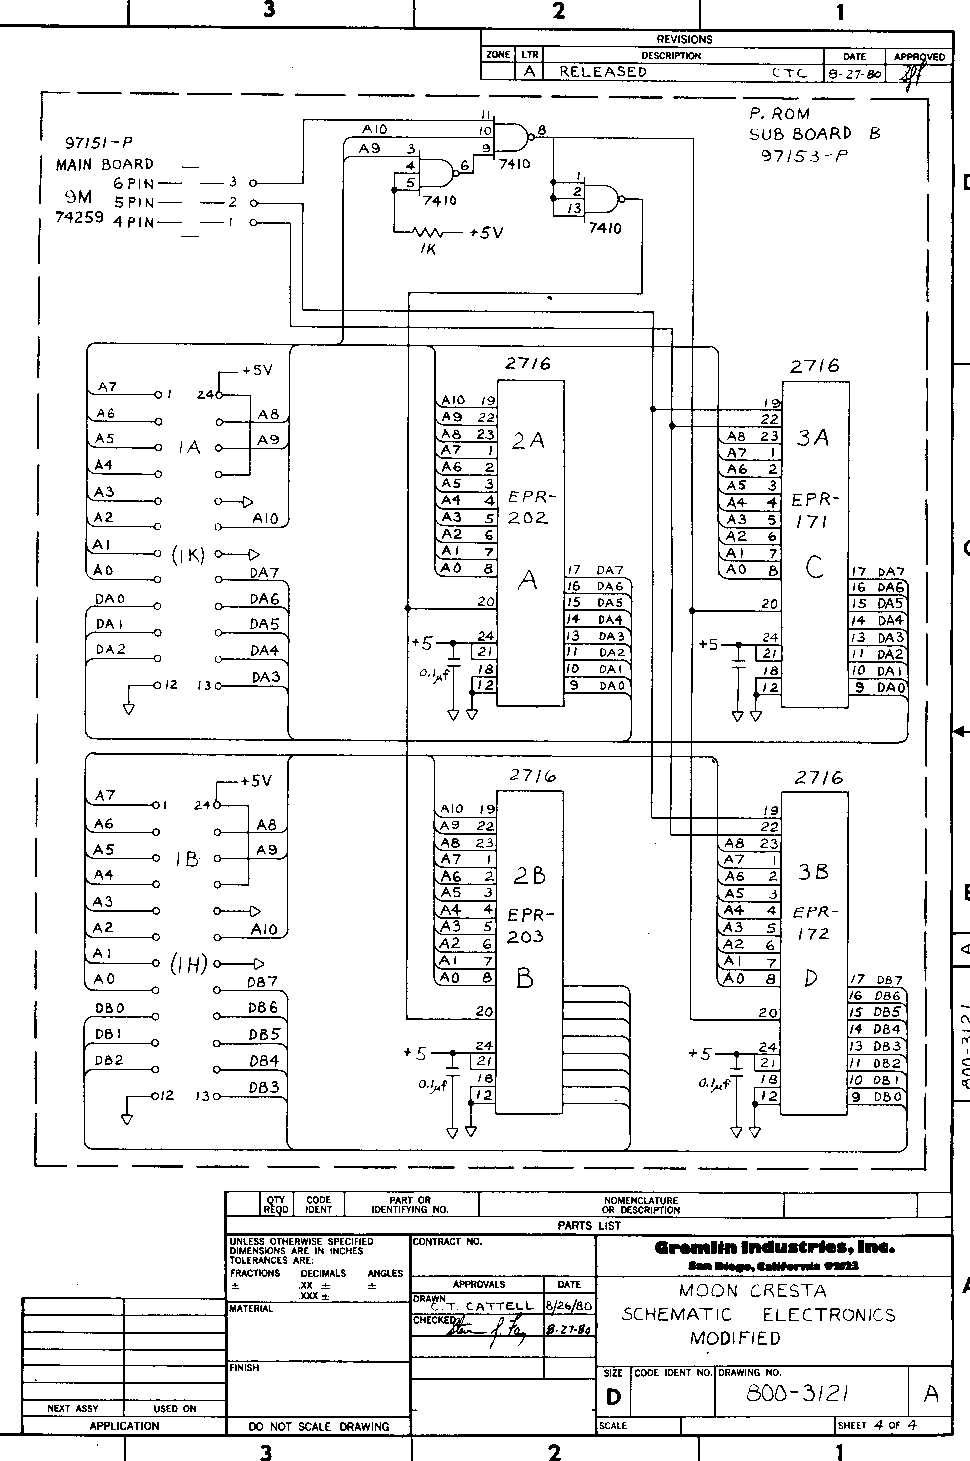 3 2 1
REVISIONS
ZONE LTR DESCRIPTION DATE APPROVED
A RELEASED CTC 8-27-80
P. ROM
SUB BOARD B
97153-P
97151-P
MAIN BOARD
6 PIN 3
9M 5 PIN 2
74259 4 PIN 1
A10
A9
11
10
9
8
7410
3
4
5
6
7410
1
2
13
7410
1K
+5V
+5V
A7 1 24
A6 A8
A5 1A A9
A4
A3
A2 A10
A1 (1K)
A0 DA7
DA0 DA6
DA1 DA5
DA2 DA4
12 13 DA3
2716
A10 19
A9 22
A8 23
A7 1
A6 2
A5 3
A4 4
A3 5
A2 6
A1 7
A0 8
20
+5 24
21
0.1µf 18
12
2A
EPR-
202
A
17 DA7
16 DA6
15 DA5
14 DA4
13 DA3
11 DA2
10 DA1
9 DA0
2716
19
22
A8 23
A7 1
A6 2
A5 3
A4 4
A3 5
A2 6
A1 7
A0 8
20
+5 24
21
18
12
3A
EPR-
171
C
17 DA7
16 DA6
15 DA5
14 DA4
13 DA3
11 DA2
10 DA1
9 DA0
+5V
A7 1 24
A6 A8
A5 1B A9
A4
A3
A2 A10
A1 (1H)
A0 DB7
DB0 DB6
DB1 DB5
DB2 DB4
12 13 DB3
2716
A10 19
A9 22
A8 23
A7 1
A6 2
A5 3
A4 4
A3 5
A2 6
A1 7
A0 8
20
+5 24
21
0.1µf 18
12
2B
EPR-
203
B
2716
19
22
A8 23
A7 1
A6 2
A5 3
A4 4
A3 5
A2 6
A1 7
A0 8
20
+5 24
21
0.1µf 18
12
3B
EPR-
172
D
17 DB7
16 DB6
15 DB5
14 DB4
13 DB3
11 DB2
10 DB1
9 DB0
QTY REQD CODE IDENT PART OR IDENTIFYING NO. NOMENCLATURE OR DESCRIPTION
PARTS LIST
UNLESS OTHERWISE SPECIFIED
DIMENSIONS ARE IN INCHES
TOLERANCES ARE:
FRACTIONS DECIMALS ANGLES
± .XX ± ±
.XXX ±
MATERIAL
FINISH
DO NOT SCALE DRAWING
CONTRACT NO.
APPROVALS DATE
DRAWN C.T. CATTELL 8/26/80
CHECKED 8-27-80
Gremlin Industries, Inc.
San Diego, California 92123
MOON CRESTA
SCHEMATIC ELECTRONICS
MODIFIED
SIZE CODE IDENT NO. DRAWING NO.
D 800-3121 A
SCALE SHEET 4 OF 4
NEXT ASSY USED ON
APPLICATION
3 2 1